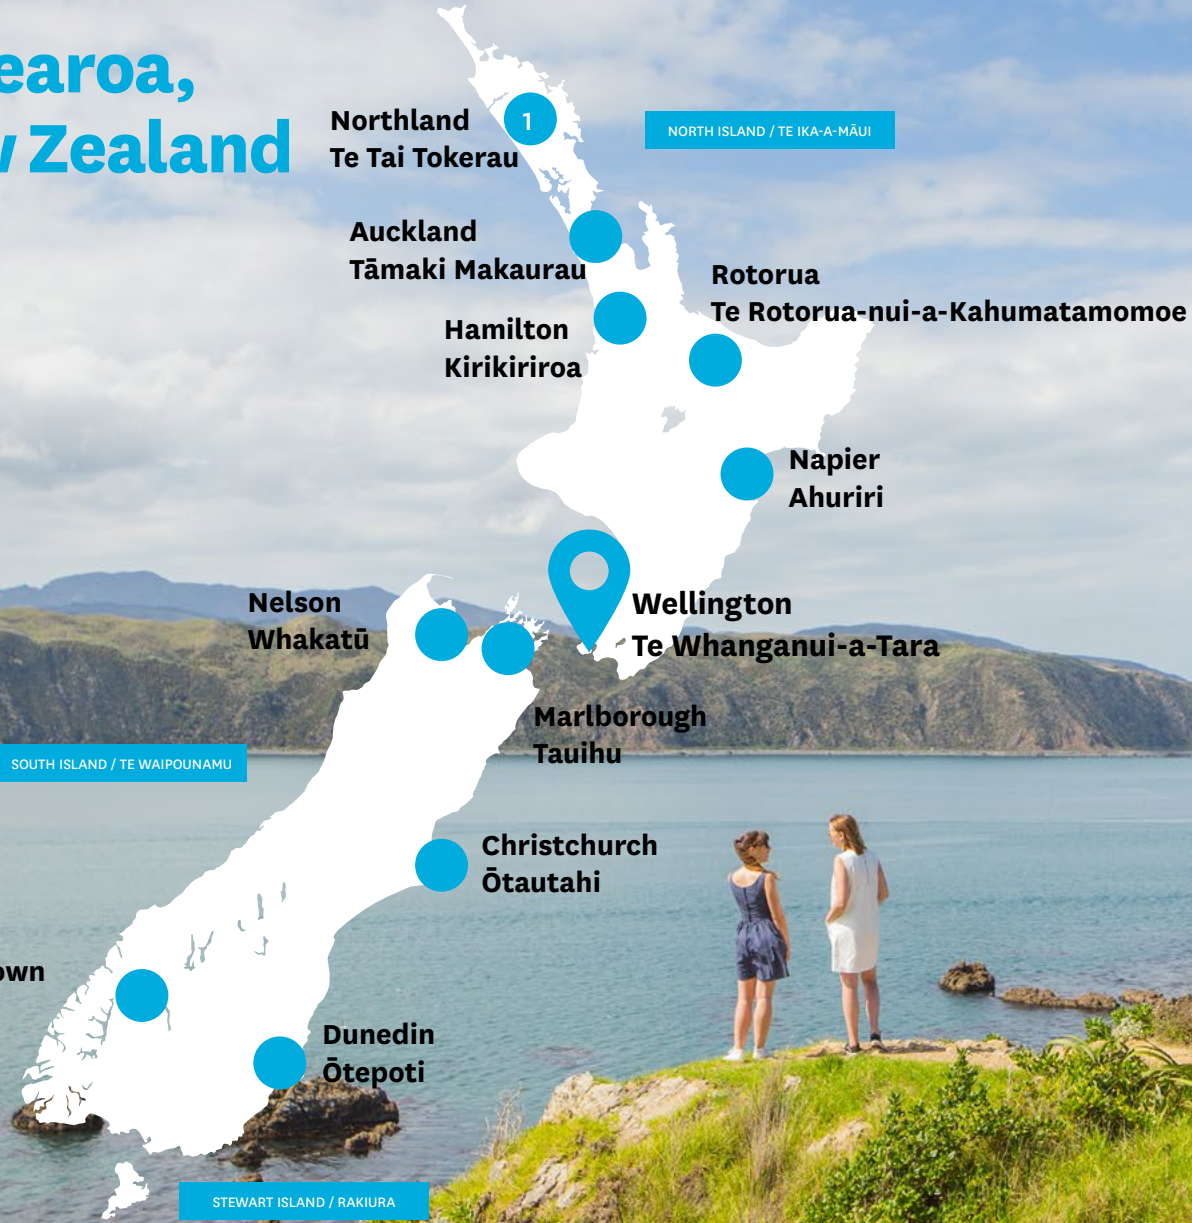 earoa,
Zealand
Northland
Te Tai Tokerau
1
NORTH ISLAND / TE IKA-A-MĀUI
Auckland
Tāmaki Makaurau
Rotorua
Te Rotorua-nui-a-Kahumatamomoe
Hamilton
Kirikiriroa
Napier
Ahuriri
Nelson
Whakatū
Wellington
Te Whanganui-a-Tara
Marlborough
Tauihu
SOUTH ISLAND / TE WAIPOUNAMU
Christchurch
Ōtautahi
own
Dunedin
Ōtepoti
STEWART ISLAND / RAKIURA